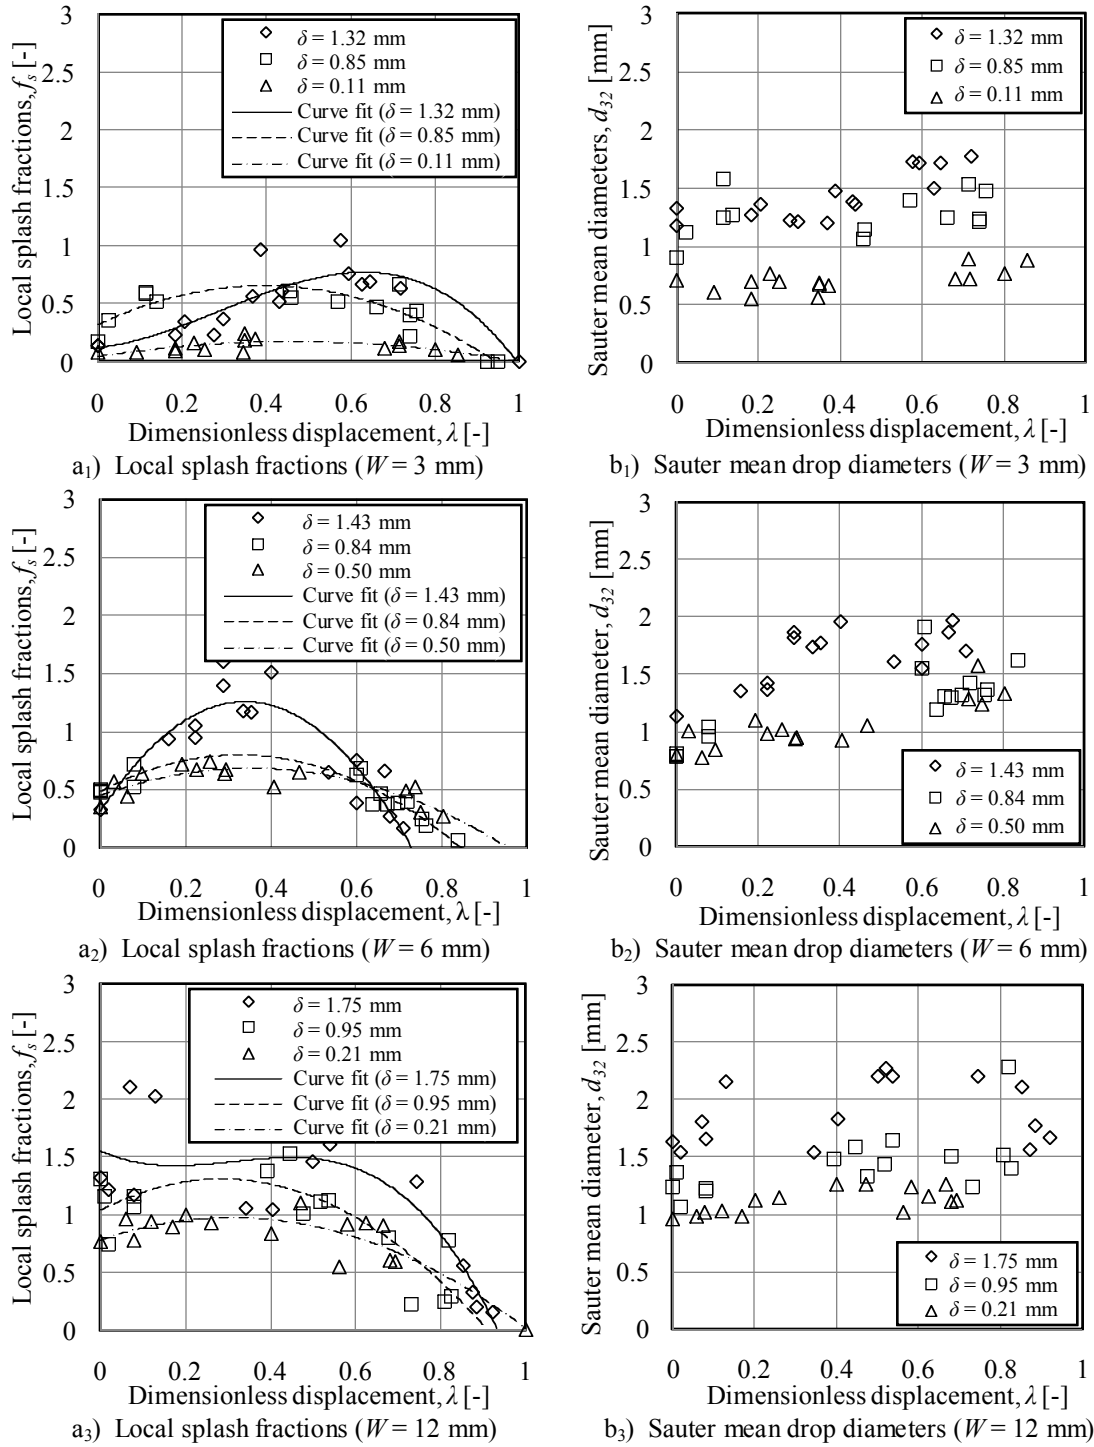 Local splash fractions, f_s [-]
3
2.5
2
1.5
1
0.5
0
δ = 1.32 mm
δ = 0.85 mm
δ = 0.11 mm
Curve fit (δ = 1.32 mm)
Curve fit (δ = 0.85 mm)
Curve fit (δ = 0.11 mm)
0 0.2 0.4 0.6 0.8 1
Dimensionless displacement, λ [-]
a1) Local splash fractions (W = 3 mm)
Sauter mean diameters, d32 [mm]
3
2.5
2
1.5
1
0.5
0
δ = 1.32 mm
δ = 0.85 mm
δ = 0.11 mm
0 0.2 0.4 0.6 0.8 1
Dimensionless displacement, λ [-]
b1) Sauter mean drop diameters (W = 3 mm)
Local splash fractions, f_s [-]
3
2.5
2
1.5
1
0.5
0
δ = 1.43 mm
δ = 0.84 mm
δ = 0.50 mm
Curve fit (δ = 1.43 mm)
Curve fit (δ = 0.84 mm)
Curve fit (δ = 0.50 mm)
0 0.2 0.4 0.6 0.8 1
Dimensionless displacement, λ [-]
a2) Local splash fractions (W = 6 mm)
Sauter mean diameter, d32 [mm]
3
2.5
2
1.5
1
0.5
0
δ = 1.43 mm
δ = 0.84 mm
δ = 0.50 mm
0 0.2 0.4 0.6 0.8 1
Dimensionless displacement, λ [-]
b2) Sauter mean drop diameters (W = 6 mm)
Local splash fractions, f_s [-]
3
2.5
2
1.5
1
0.5
0
δ = 1.75 mm
δ = 0.95 mm
δ = 0.21 mm
Curve fit (δ = 1.75 mm)
Curve fit (δ = 0.95 mm)
Curve fit (δ = 0.21 mm)
0 0.2 0.4 0.6 0.8 1
Dimensionless displacement, λ [-]
a3) Local splash fractions (W = 12 mm)
Sauter mean diameter, d32 [mm]
3
2.5
2
1.5
1
0.5
0
δ = 1.75 mm
δ = 0.95 mm
δ = 0.21 mm
0 0.2 0.4 0.6 0.8 1
Dimensionless displacement, λ [-]
b3) Sauter mean drop diameters (W = 12 mm)